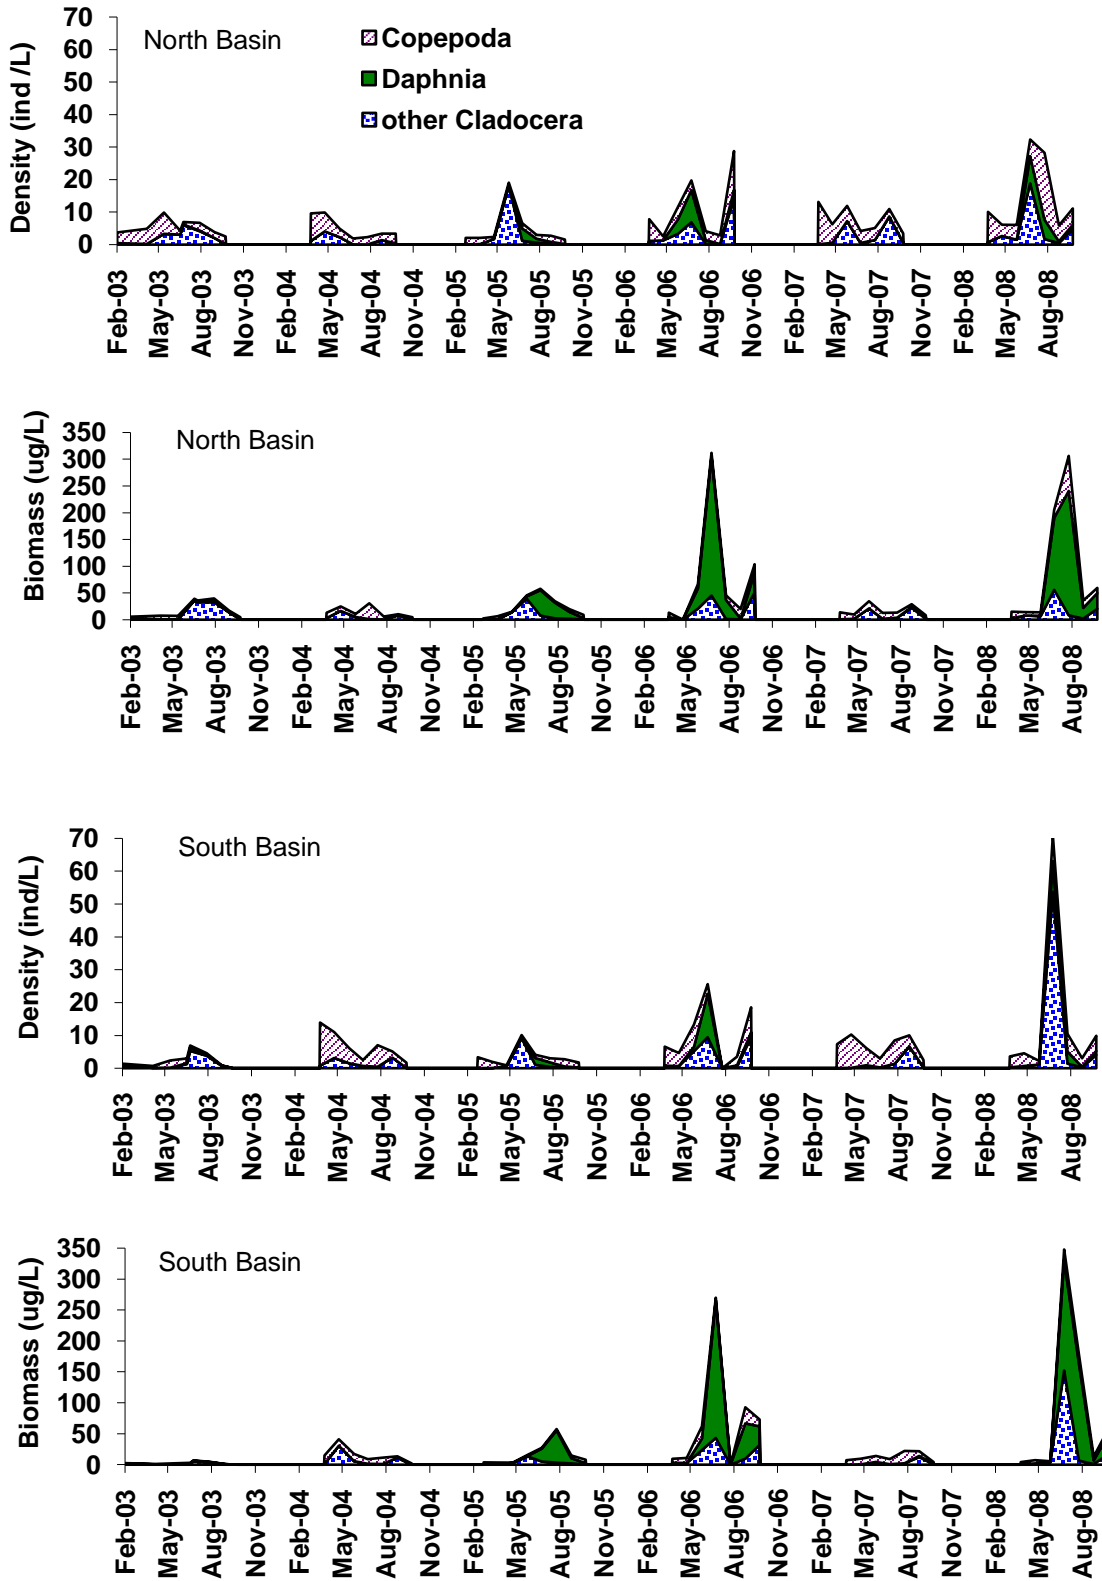 North Basin
Copepoda
Daphnia
other Cladocera
Density (ind /L)
70
60
50
40
30
20
10
0
Feb-03
May-03
Aug-03
Nov-03
Feb-04
May-04
Aug-04
Nov-04
Feb-05
May-05
Aug-05
Nov-05
Feb-06
May-06
Aug-06
Nov-06
Feb-07
May-07
Aug-07
Nov-07
Feb-08
May-08
Aug-08
North Basin
Biomass (ug/L)
350
300
250
200
150
100
50
0
Feb-03
May-03
Aug-03
Nov-03
Feb-04
May-04
Aug-04
Nov-04
Feb-05
May-05
Aug-05
Nov-05
Feb-06
May-06
Aug-06
Nov-06
Feb-07
May-07
Aug-07
Nov-07
Feb-08
May-08
Aug-08
South Basin
Density (ind/L)
70
60
50
40
30
20
10
0
Feb-03
May-03
Aug-03
Nov-03
Feb-04
May-04
Aug-04
Nov-04
Feb-05
May-05
Aug-05
Nov-05
Feb-06
May-06
Aug-06
Nov-06
Feb-07
May-07
Aug-07
Nov-07
Feb-08
May-08
Aug-08
South Basin
Biomass (ug/L)
350
300
250
200
150
100
50
0
Feb-03
May-03
Aug-03
Nov-03
Feb-04
May-04
Aug-04
Nov-04
Feb-05
May-05
Aug-05
Nov-05
Feb-06
May-06
Aug-06
Nov-06
Feb-07
May-07
Aug-07
Nov-07
Feb-08
May-08
Aug-08